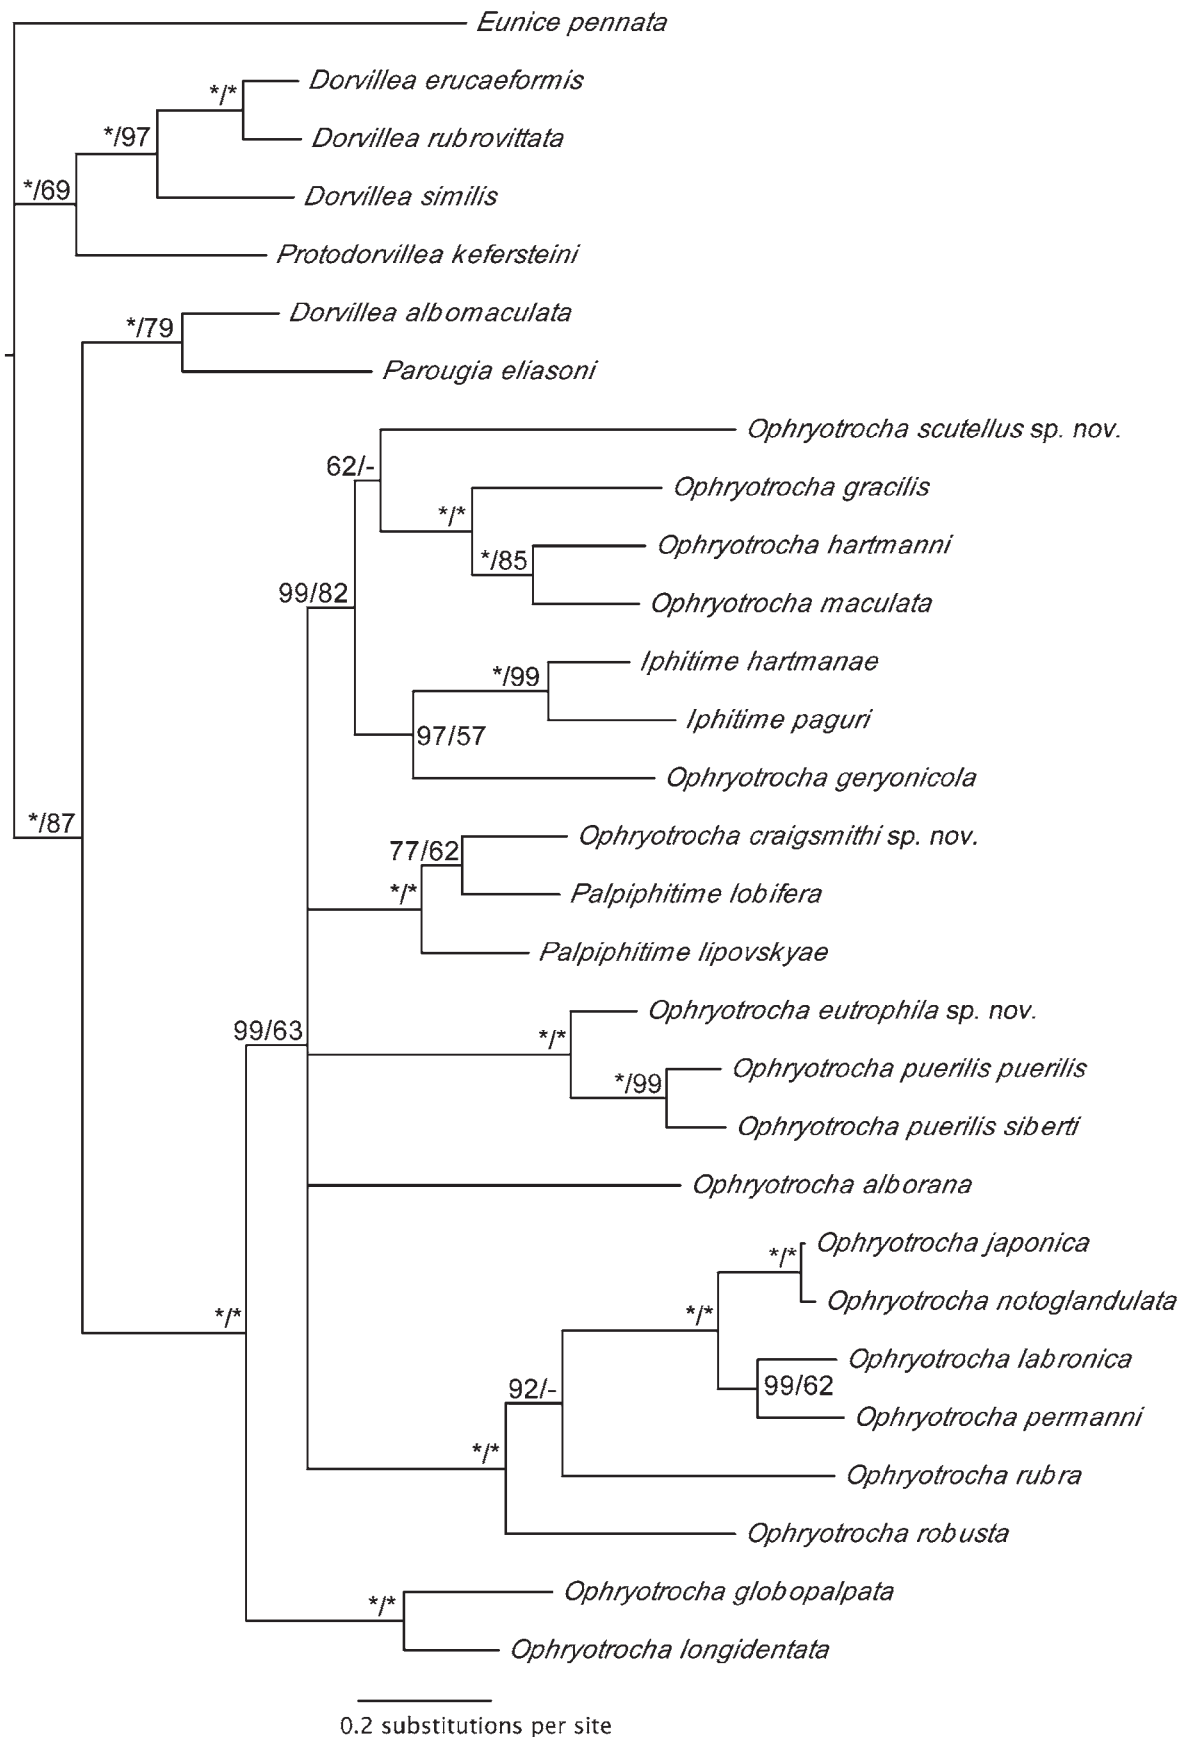 Eunice pennata
Dorvillea erucaeformis
*/*
Dorvillea rubrovittata
*/97
Dorvillea similis
*/69
Protodorvillea kefersteini
Dorvillea albomaculata
*/79
Parougia eliasoni
Ophryotrocha scutellus sp. nov.
62/-
Ophryotrocha gracilis
*/*
Ophryotrocha hartmanni
*/85
Ophryotrocha maculata
99/82
Iphitime hartmanae
*/99
Iphitime paguri
97/57
Ophryotrocha geryonicola
*/87
Ophryotrocha craigsmithi sp. nov.
77/62
Palpiphitime lobifera
*/*
Palpiphitime lipovskyae
Ophryotrocha eutrophila sp. nov.
99/63
*/*
Ophryotrocha puerilis puerilis
*/99
Ophryotrocha puerilis siberti
Ophryotrocha alborana
Ophryotrocha japonica
*/*
Ophryotrocha notoglandulata
*/*
*/*
Ophryotrocha labronica
99/62
92/-
Ophryotrocha permanni
*/*
Ophryotrocha rubra
Ophryotrocha robusta
Ophryotrocha globopalpata
*/*
Ophryotrocha longidentata
0.2 substitutions per site